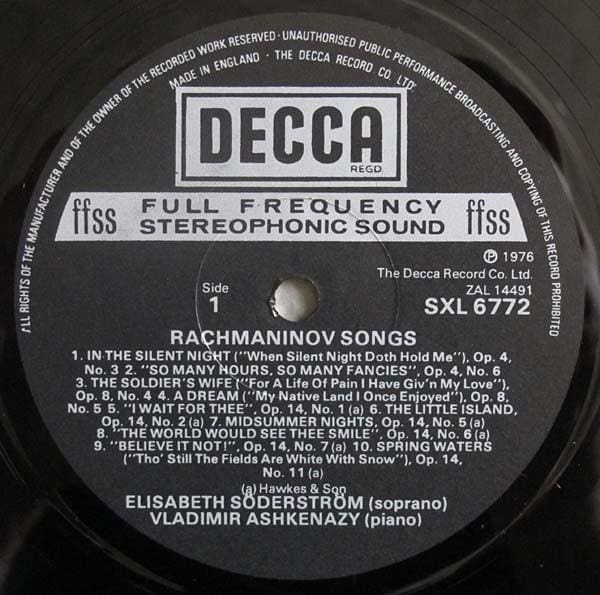 ALL RIGHTS OF THE MANUFACTURER AND OF THE OWNER OF THE RECORDED WORK RESERVED · UNAUTHORISED PUBLIC PERFORMANCE BROADCASTING AND COPYING OF THIS RECORD PROHIBITED
MADE IN ENGLAND · THE DECCA RECORD CO. LTD.
DECCA
REGD.
ffss FULL FREQUENCY ffss
STEREOPHONIC SOUND
℗ 1976
The Decca Record Co. Ltd.
Side ZAL 14491
1 SXL 6772
RACHMANINOV SONGS
1. IN THE SILENT NIGHT ("When Silent Night Doth Hold Me"), Op. 4,
No. 3 2. "SO MANY HOURS, SO MANY FANCIES", Op. 4, No. 6
3. THE SOLDIER'S WIFE ("For A Life Of Pain I Have Giv'n My Love"),
Op. 8, No. 4 4. A DREAM ("My Native Land I Once Enjoyed"), Op. 8,
No. 5 5. "I WAIT FOR THEE", Op. 14, No. 1 (a) 6. THE LITTLE ISLAND,
Op. 14, No. 2 (a) 7. MIDSUMMER NIGHTS, Op. 14, No. 5 (a)
8. "THE WORLD WOULD SEE THEE SMILE", Op. 14, No. 6 (a)
9. "BELIEVE IT NOT!", Op. 14, No. 7 (a) 10. SPRING WATERS
("Tho' Still The Fields Are White With Snow"), Op. 14,
No. 11 (a)
(a) Hawkes & Son
ELISABETH SÖDERSTRÖM (soprano)
VLADIMIR ASHKENAZY (piano)